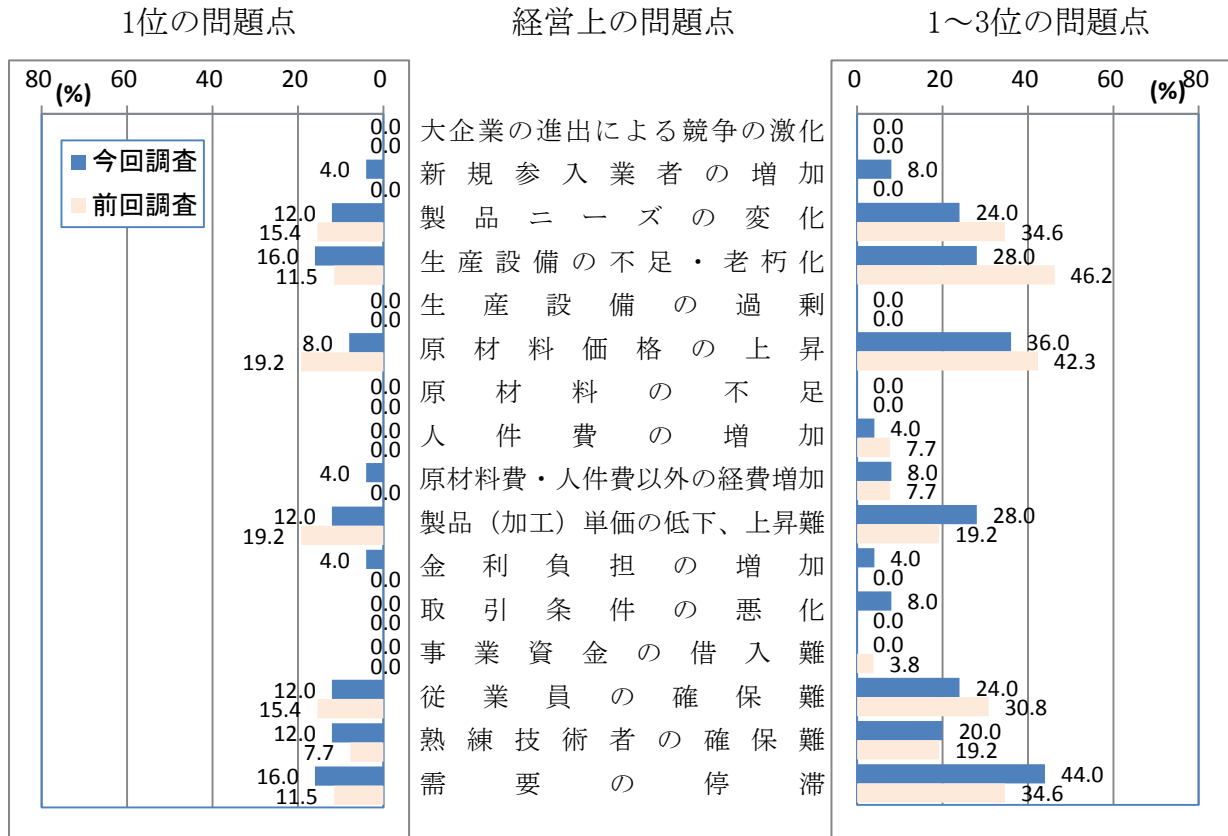 1位の問題点 経営上の問題点 1～3位の問題点
80 60 40 20 0 0 20 40 60 80
(%) (%)
今回調査
前回調査
0.0 大企業の進出による競争の激化 0.0
0.0 0.0
4.0 新規参入業者の増加 8.0
0.0 0.0
12.0 製品ニーズの変化 24.0
15.4 34.6
16.0 生産設備の不足・老朽化 28.0
11.5 46.2
0.0 生産設備の過剰 0.0
0.0 0.0
8.0 原材料価格の上昇 36.0
19.2 42.3
0.0 原材料の不足 0.0
0.0 0.0
0.0 人件費の増加 4.0
0.0 7.7
4.0 原材料費・人件費以外の経費増加 8.0
0.0 7.7
12.0 製品（加工）単価の低下、上昇難 28.0
19.2 19.2
4.0 金利負担の増加 4.0
0.0 0.0
0.0 取引条件の悪化 8.0
0.0 0.0
0.0 事業資金の借入難 0.0
0.0 3.8
12.0 従業員の確保難 24.0
15.4 30.8
12.0 熟練技術者の確保難 20.0
7.7 19.2
16.0 需要の停滞 44.0
11.5 34.6